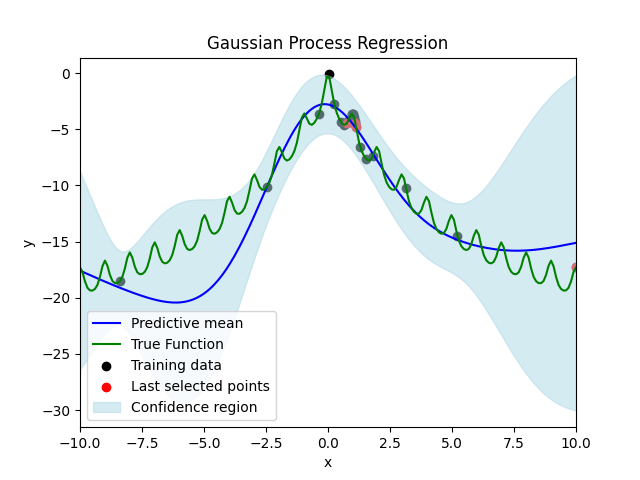 Gaussian Process Regression
0
−5
−10
−15
−20
−25
−30
y
Predictive mean
True Function
Training data
Last selected points
Confidence region
−10.0 −7.5 −5.0 −2.5 0.0 2.5 5.0 7.5 10.0
x